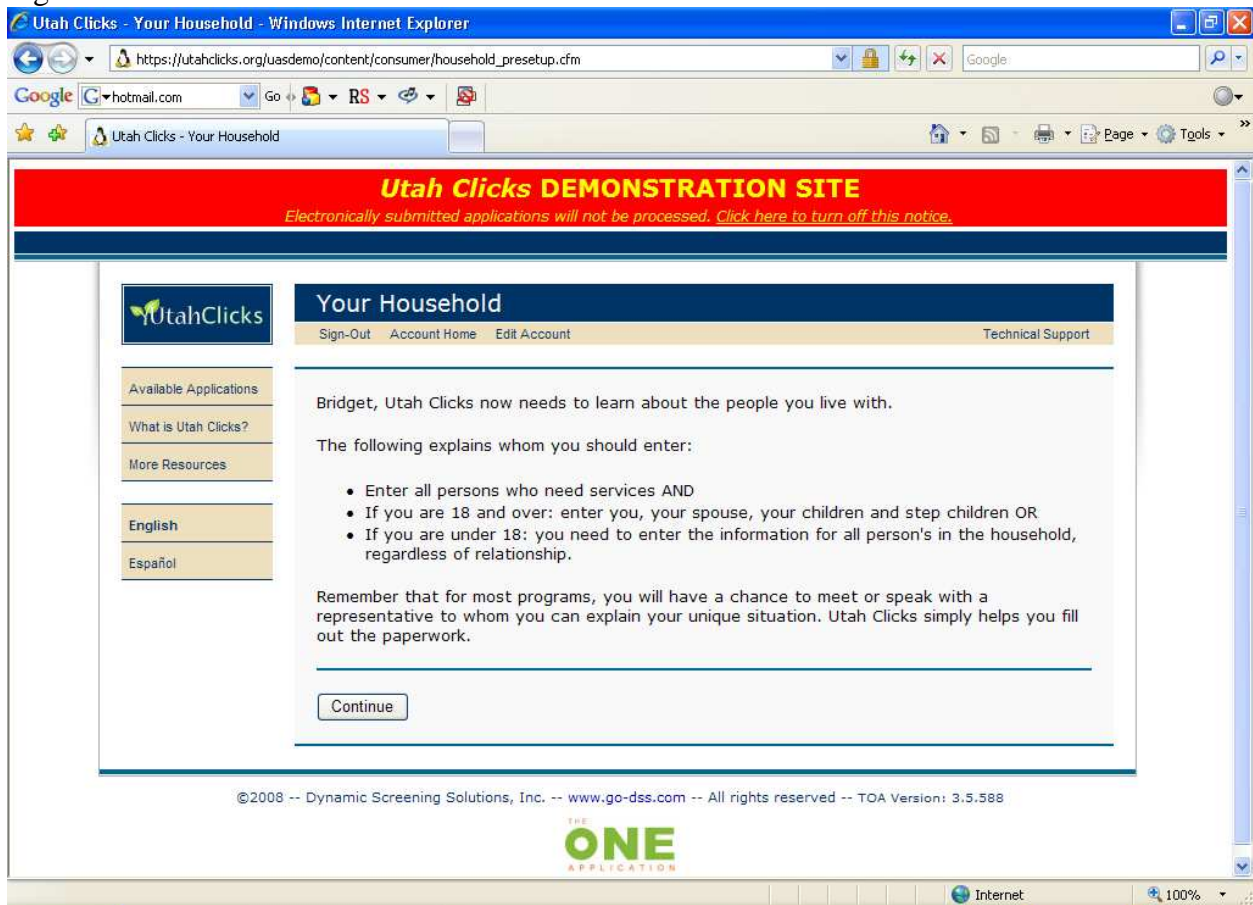 Utah Clicks - Your Household - Windows Internet Explorer
https://utahclicks.org/uasdemo/content/consumer/household_presetup.cfm
Google
Google G hotmail.com Go RS
Utah Clicks - Your Household
Page Tools »
Utah Clicks DEMONSTRATION SITE
Electronically submitted applications will not be processed. Click here to turn off this notice.
UtahClicks
Your Household
Sign-Out Account Home Edit Account Technical Support
Available Applications
What is Utah Clicks?
More Resources
English
Español
Bridget, Utah Clicks now needs to learn about the people you live with.
The following explains whom you should enter:
• Enter all persons who need services AND
• If you are 18 and over: enter you, your spouse, your children and step children OR
• If you are under 18: you need to enter the information for all person's in the household,
regardless of relationship.
Remember that for most programs, you will have a chance to meet or speak with a
representative to whom you can explain your unique situation. Utah Clicks simply helps you fill
out the paperwork.
Continue
©2008 -- Dynamic Screening Solutions, Inc. -- www.go-dss.com -- All rights reserved -- TOA Version: 3.5.588
THE
ONE
APPLICATION
Internet 100%